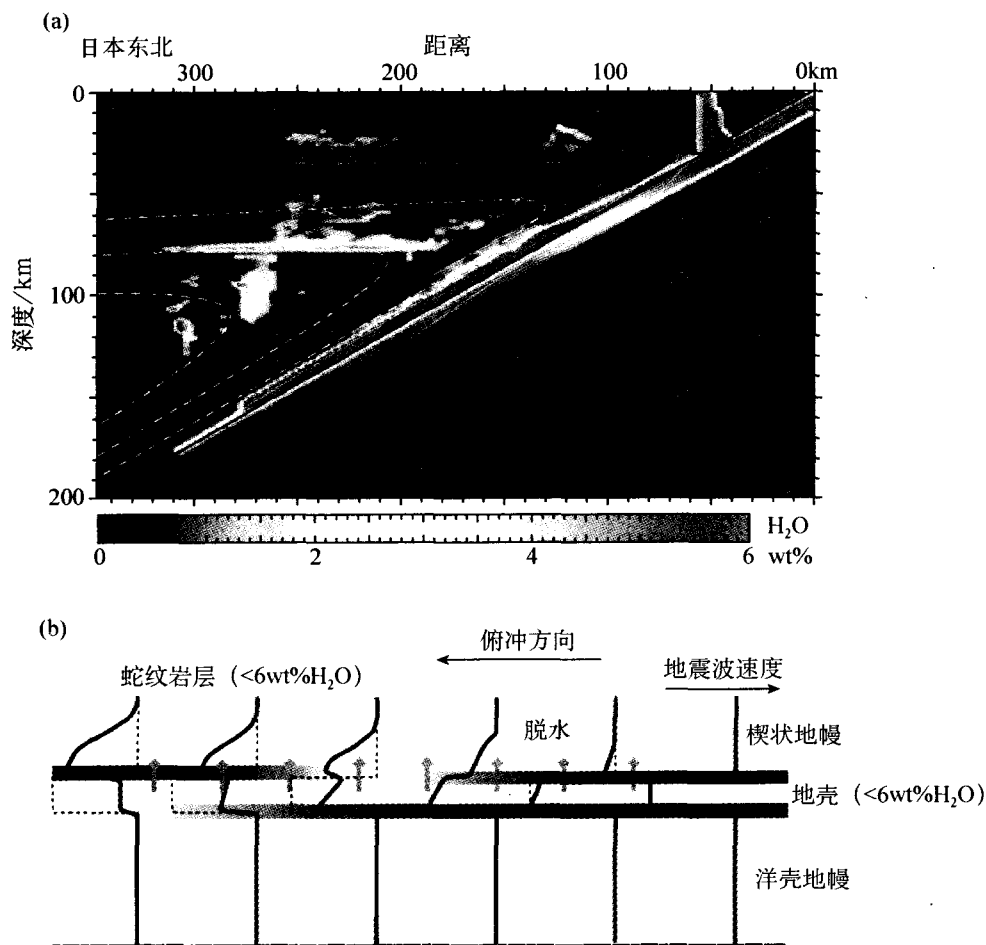 (a)
日本东北
距离
300
200
100
0km
0
100
200
深度/km
H₂O
wt%
0
2
4
6
(b)
俯冲方向
地震波速度
蛇纹岩层（<6wt%H₂O）
脱水
楔状地幔
地壳（<6wt%H₂O）
洋壳地幔